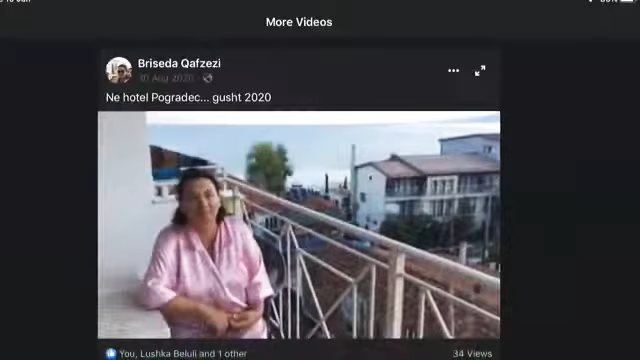 More Videos
Briseda Qafzezi
30 Aug 2020
Ne hotel Pogradec... gusht 2020
You, Lushka Beluli and 1 other
34 Views